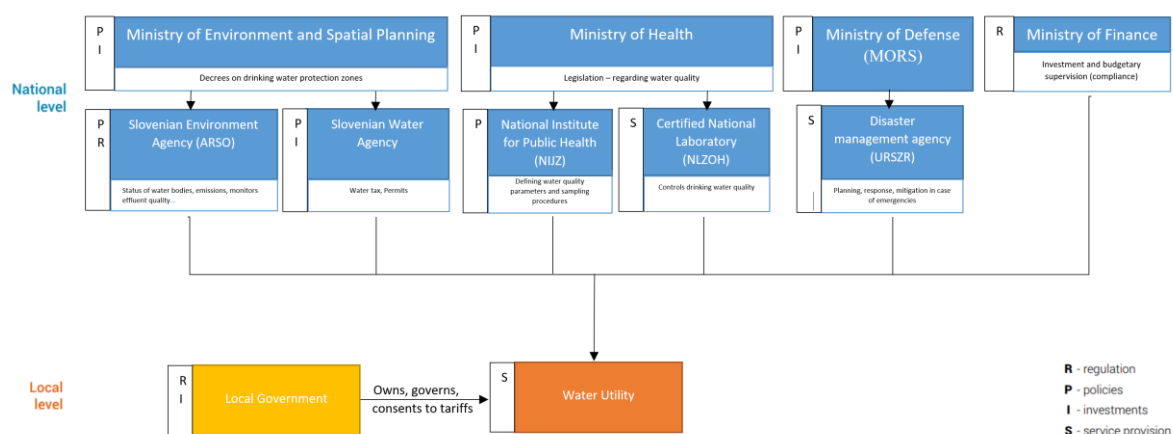 P
I
Ministry of Environment and Spatial Planning
Decrees on drinking water protection zones
P
I
Ministry of Health
Legislation – regarding water quality
P
I
Ministry of Defense
(MORS)
R
Ministry of Finance
Investment and budgetary
supervision (compliance)
National
level
P
R
Slovenian Environment
Agency (ARSO)
Status of water bodies, emissions, monitors
effluent quality...
P
I
Slovenian Water
Agency
Water tax, Permits
P
National Institute
for Public Health
(NIJZ)
Defining water quality
parameters and sampling
procedures
S
Certified National
Laboratory
(NLZOH)
Controls drinking water quality
S
Disaster
management agency
(URSZR)
Planning, response, mitigation in case
of emergencies
Local
level
R
I
Local Government
Owns, governs,
consents to tariffs
S
Water Utility
R - regulation
P - policies
I - investments
S - service provision